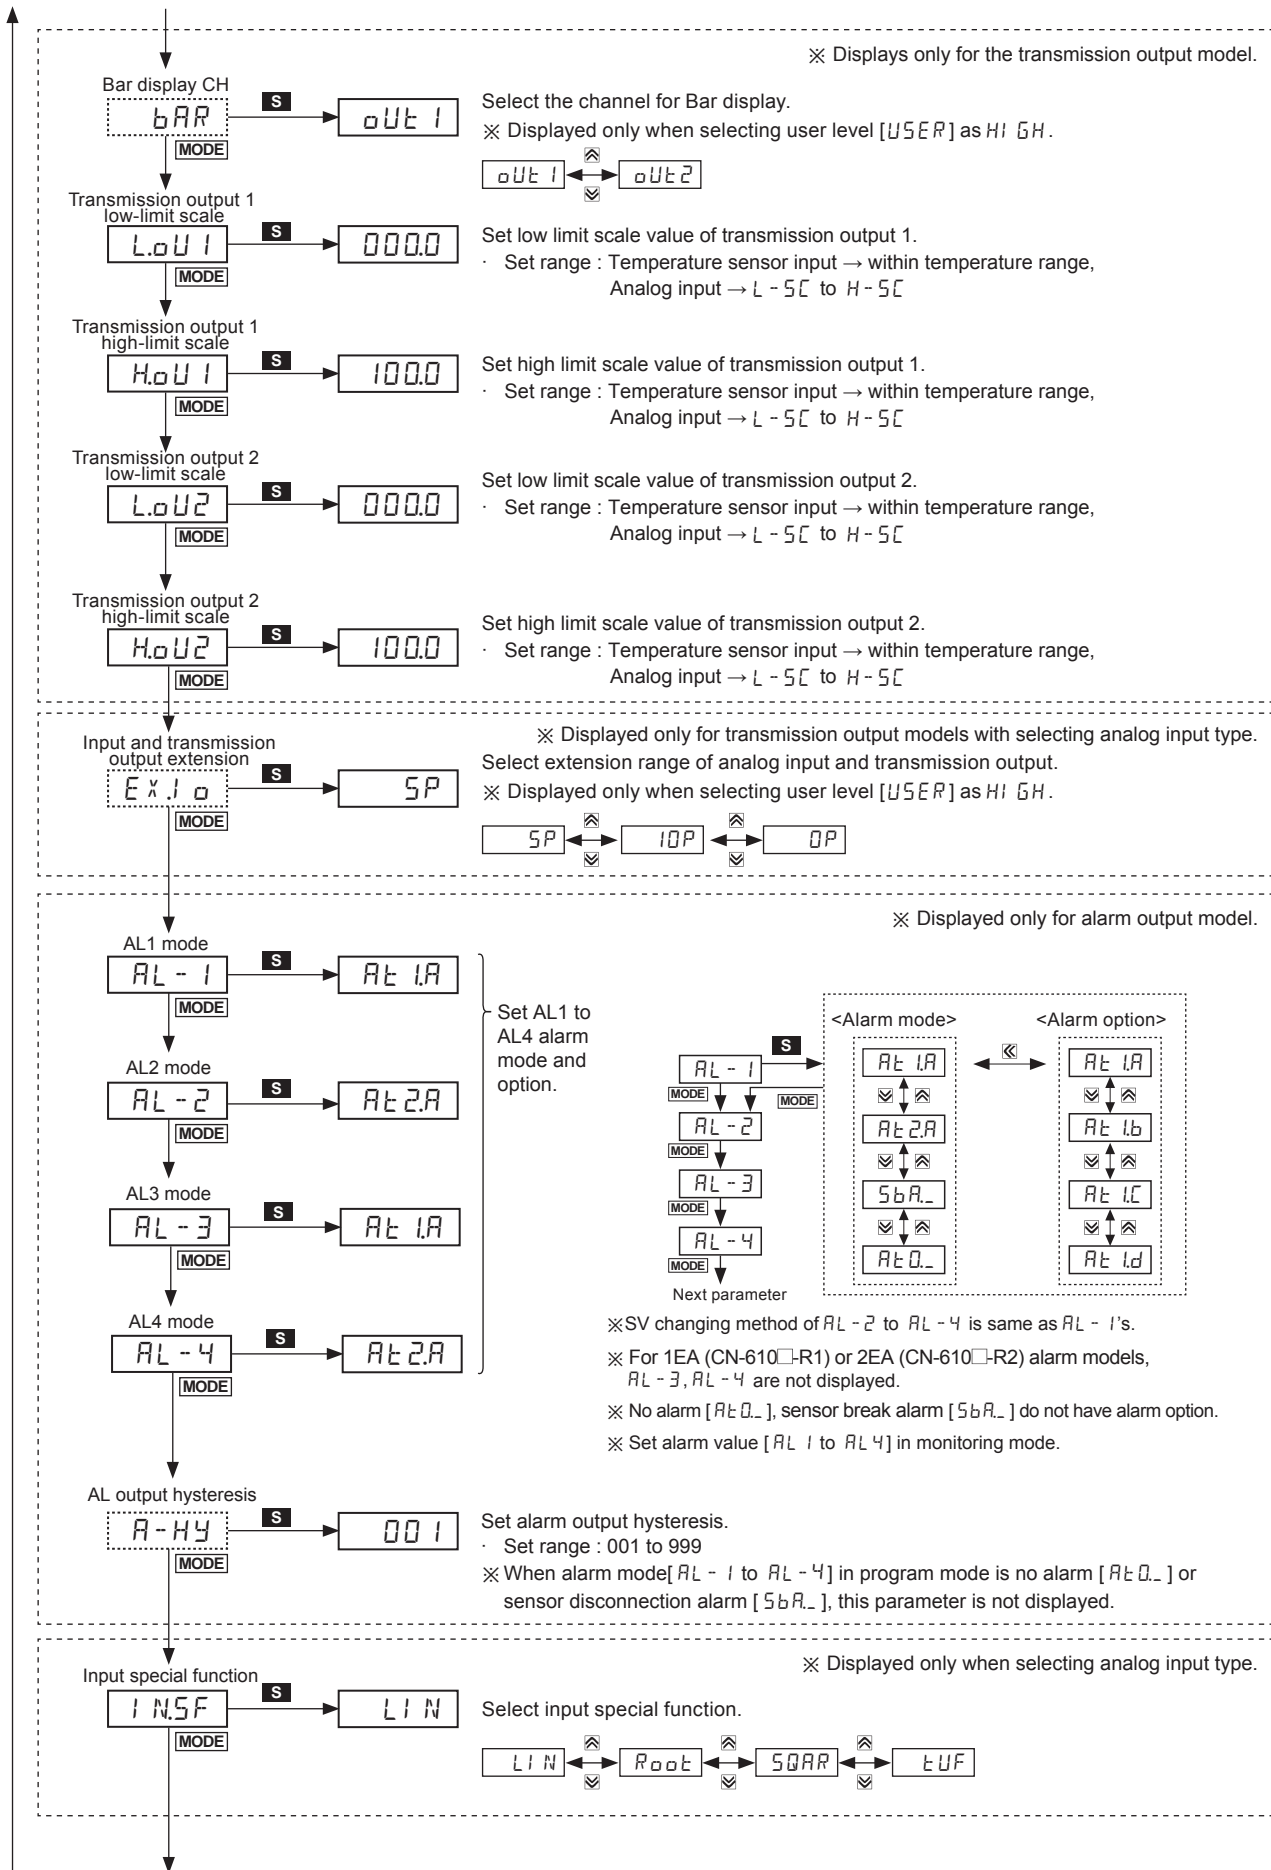 ※ Displays only for the transmission output model.
Bar display CH
bAR
S
oUt1
MODE
Select the channel for Bar display.
※ Displayed only when selecting user level [USER] as HIGH.
oUt1 oUt2
Transmission output 1
low-limit scale
L.oU1
S
000.0
MODE
Set low limit scale value of transmission output 1.
· Set range : Temperature sensor input → within temperature range,
Analog input → L-SC to H-SC
Transmission output 1
high-limit scale
H.oU1
S
100.0
MODE
Set high limit scale value of transmission output 1.
· Set range : Temperature sensor input → within temperature range,
Analog input → L-SC to H-SC
Transmission output 2
low-limit scale
L.oU2
S
000.0
MODE
Set low limit scale value of transmission output 2.
· Set range : Temperature sensor input → within temperature range,
Analog input → L-SC to H-SC
Transmission output 2
high-limit scale
H.oU2
S
100.0
MODE
Set high limit scale value of transmission output 2.
· Set range : Temperature sensor input → within temperature range,
Analog input → L-SC to H-SC
※ Displayed only for transmission output models with selecting analog input type.
Input and transmission
output extension
EX.Io
S
5P
MODE
Select extension range of analog input and transmission output.
※ Displayed only when selecting user level [USER] as HIGH.
5P 10P 0P
※ Displayed only for alarm output model.
AL1 mode
AL-1
S
At1.A
MODE
AL2 mode
AL-2
S
At2.A
MODE
AL3 mode
AL-3
S
At1.A
MODE
AL4 mode
AL-4
S
At2.A
MODE
Set AL1 to
AL4 alarm
mode and
option.
AL-1
S
MODE
MODE
AL-2
MODE
AL-3
MODE
AL-4
MODE
Next parameter
<Alarm mode>
At1.A
At2.A
SbA._
At0._
<Alarm option>
At1.A
At1.b
At1.C
At1.d
※SV changing method of AL-2 to AL-4 is same as AL-1's.
※ For 1EA (CN-610□-R1) or 2EA (CN-610□-R2) alarm models,
AL-3, AL-4 are not displayed.
※ No alarm [At0._], sensor break alarm [SbA._] do not have alarm option.
※ Set alarm value [AL1 to AL4] in monitoring mode.
AL output hysteresis
A-HY
S
001
MODE
Set alarm output hysteresis.
· Set range : 001 to 999
※ When alarm mode[AL-1 to AL-4] in program mode is no alarm [At0._] or
sensor disconnection alarm [SbA._], this parameter is not displayed.
※ Displayed only when selecting analog input type.
Input special function
IN.SF
S
LIN
MODE
Select input special function.
LIN Root SQAR tUF